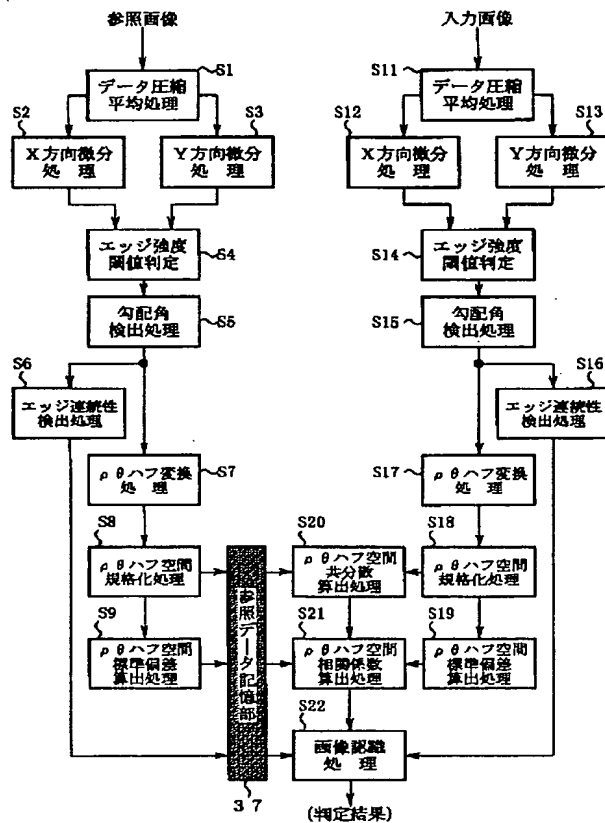 参照画像
入力画像
S1
データ圧縮
平均処理
S11
データ圧縮
平均処理
S2
X方向微分
処 理
S3
Y方向微分
処 理
S12
X方向微分
処 理
S13
Y方向微分
処 理
エッジ強度
閾値判定
S4
S14
エッジ強度
閾値判定
勾配角
検出処理
S5
S15
勾配角
検出処理
S6
エッジ連続性
検出処理
S16
エッジ連続性
検出処理
ρθハフ変換
処 理
S7
S17
ρθハフ変換
処 理
S8
ρθハフ空間
規格化処理
S20
ρθハフ空間
共分散
算出処理
S18
ρθハフ空間
規格化処理
S9
ρθハフ空間
標準偏差
算出処理
S21
ρθハフ空間
相関係数
算出処理
S19
ρθハフ空間
標準偏差
算出処理
参照データ記憶部
37
S22
画像認識
処 理
(判定結果)